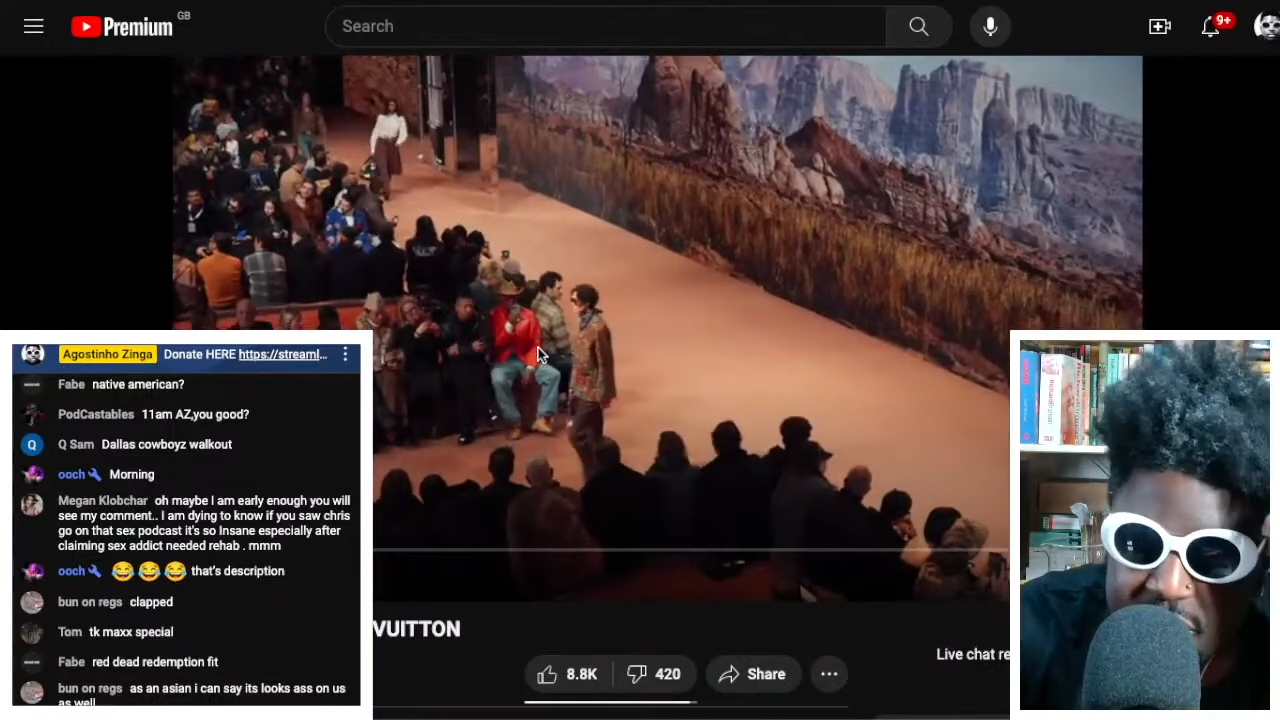 Premium GB
Search
9+
Agostinho Zinga Donate HERE https://streaml...
Fabe native american?
PodCastables 11am AZ,you good?
Q Q Sam Dallas cowboyz walkout
ooch Morning
Megan Klobchar oh maybe I am early enough you will
see my comment.. I am dying to know if you saw chris
go on that sex podcast it's so Insane especially after
claiming sex addict needed rehab . mmm
ooch 😂😂😂 that's description
bun on regs clapped
Tom tk maxx special
Fabe red dead redemption fit
bun on regs as an asian i can say its looks ass on us
as well
VUITTON
Live chat re
8.8K 420 Share